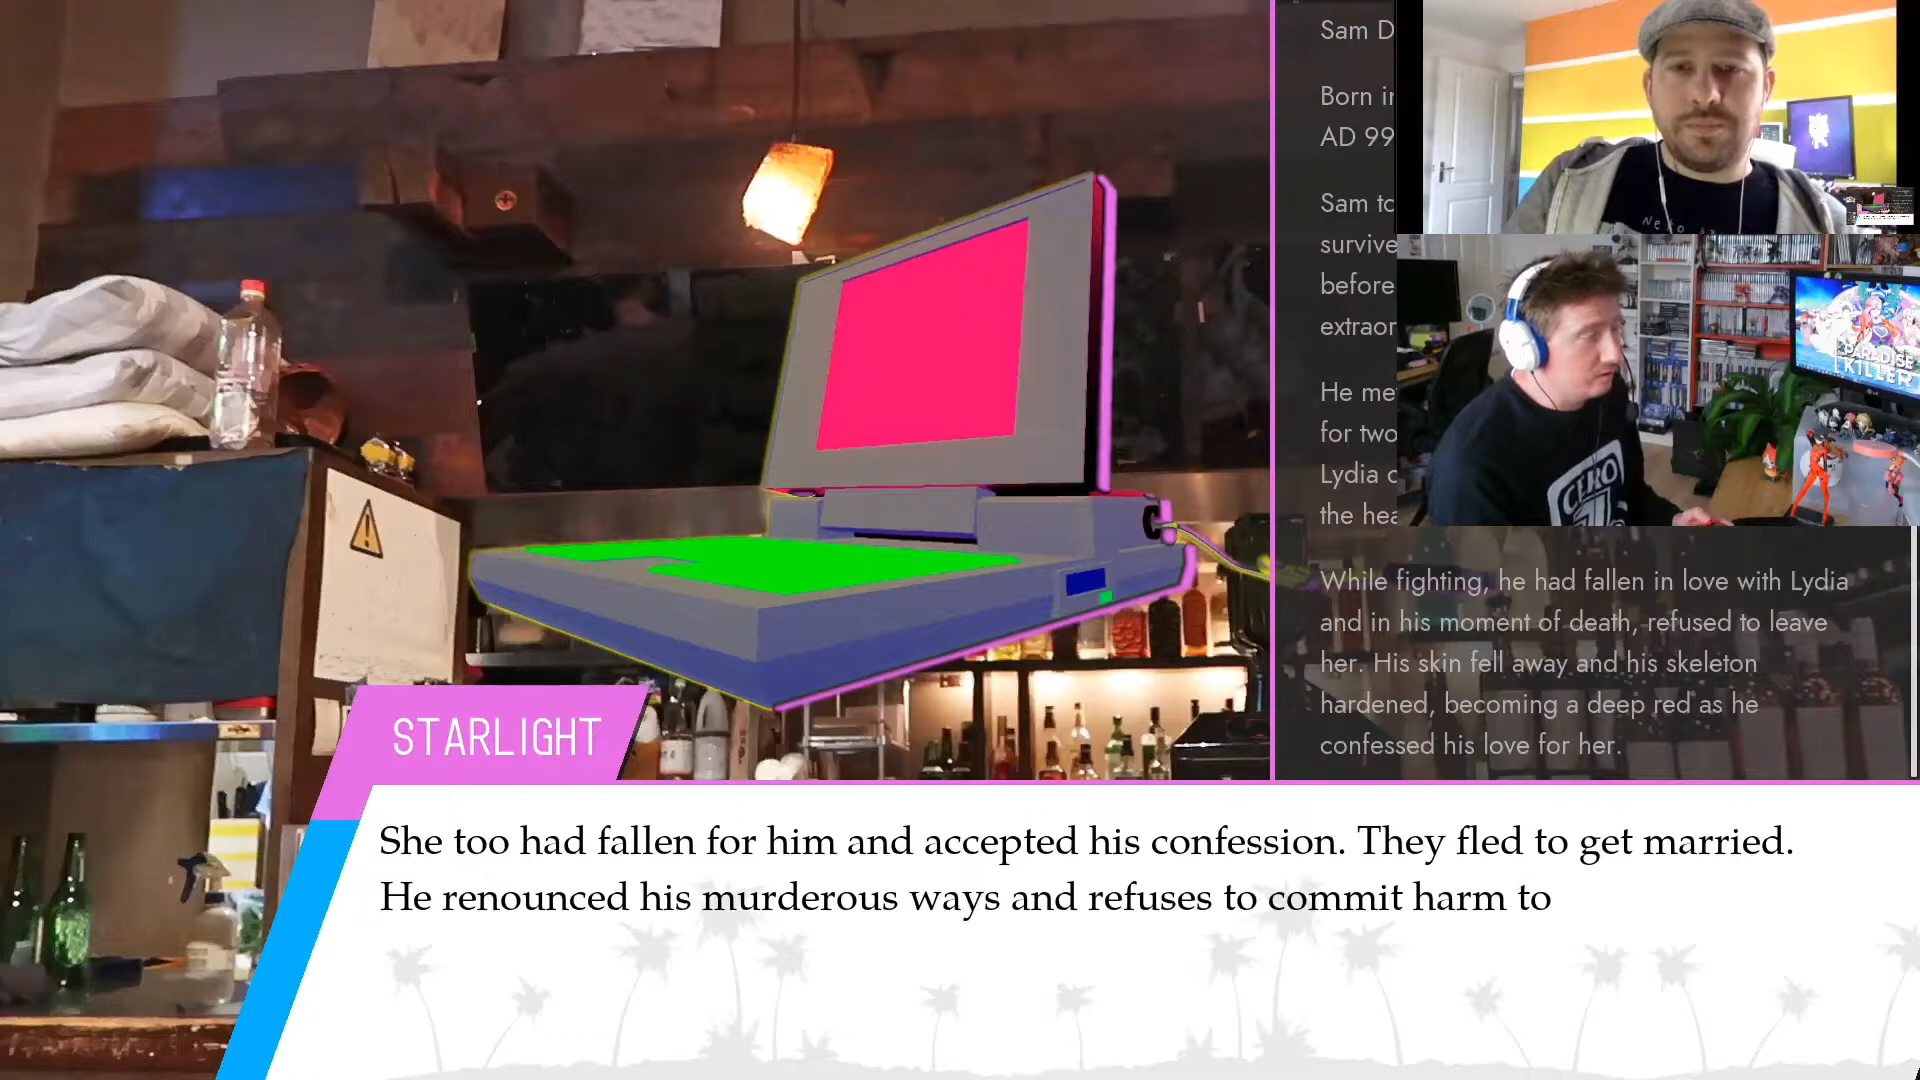 Sam D
Born in
AD 99
Sam to
survive
before
extraor
He me
for two
Lydia c
the hea
While fighting, he had fallen in love with Lydia
and in his moment of death, refused to leave
her. His skin fell away and his skeleton
hardened, becoming a deep red as he
confessed his love for her.
STARLIGHT
She too had fallen for him and accepted his confession. They fled to get married.
He renounced his murderous ways and refuses to commit harm to
PARADISE
KILLER
CERO